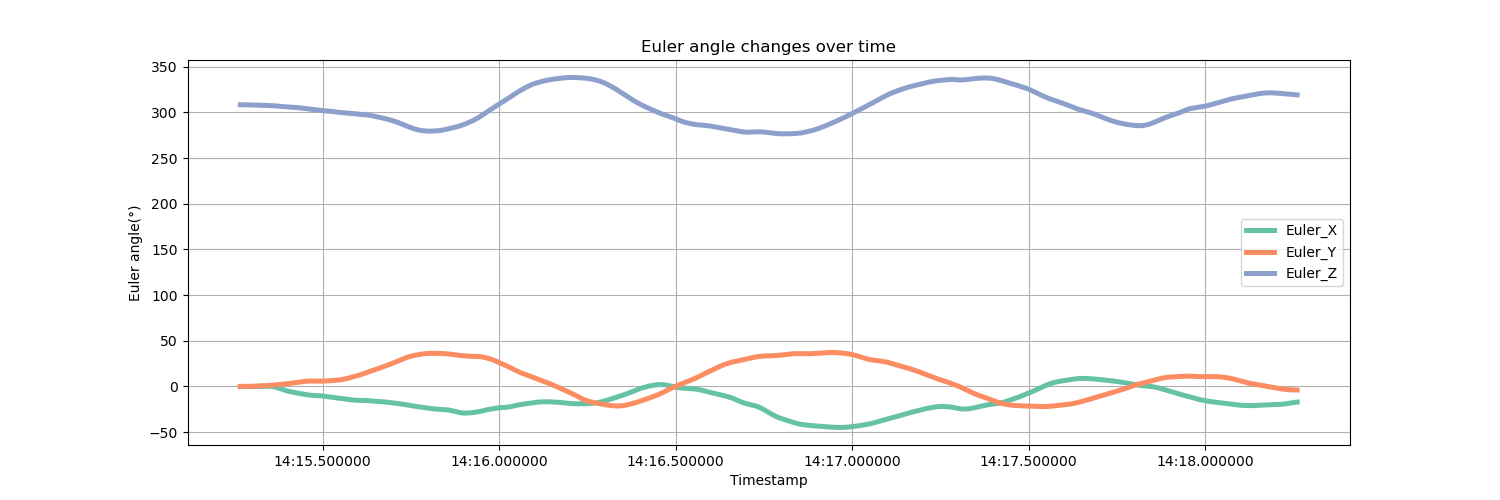 Euler angle changes over time
350
300
250
200
150
100
50
0
−50
Euler angle(°)
Euler_X
Euler_Y
Euler_Z
14:15.500000 14:16.000000 14:16.500000 14:17.000000 14:17.500000 14:18.000000
Timestamp